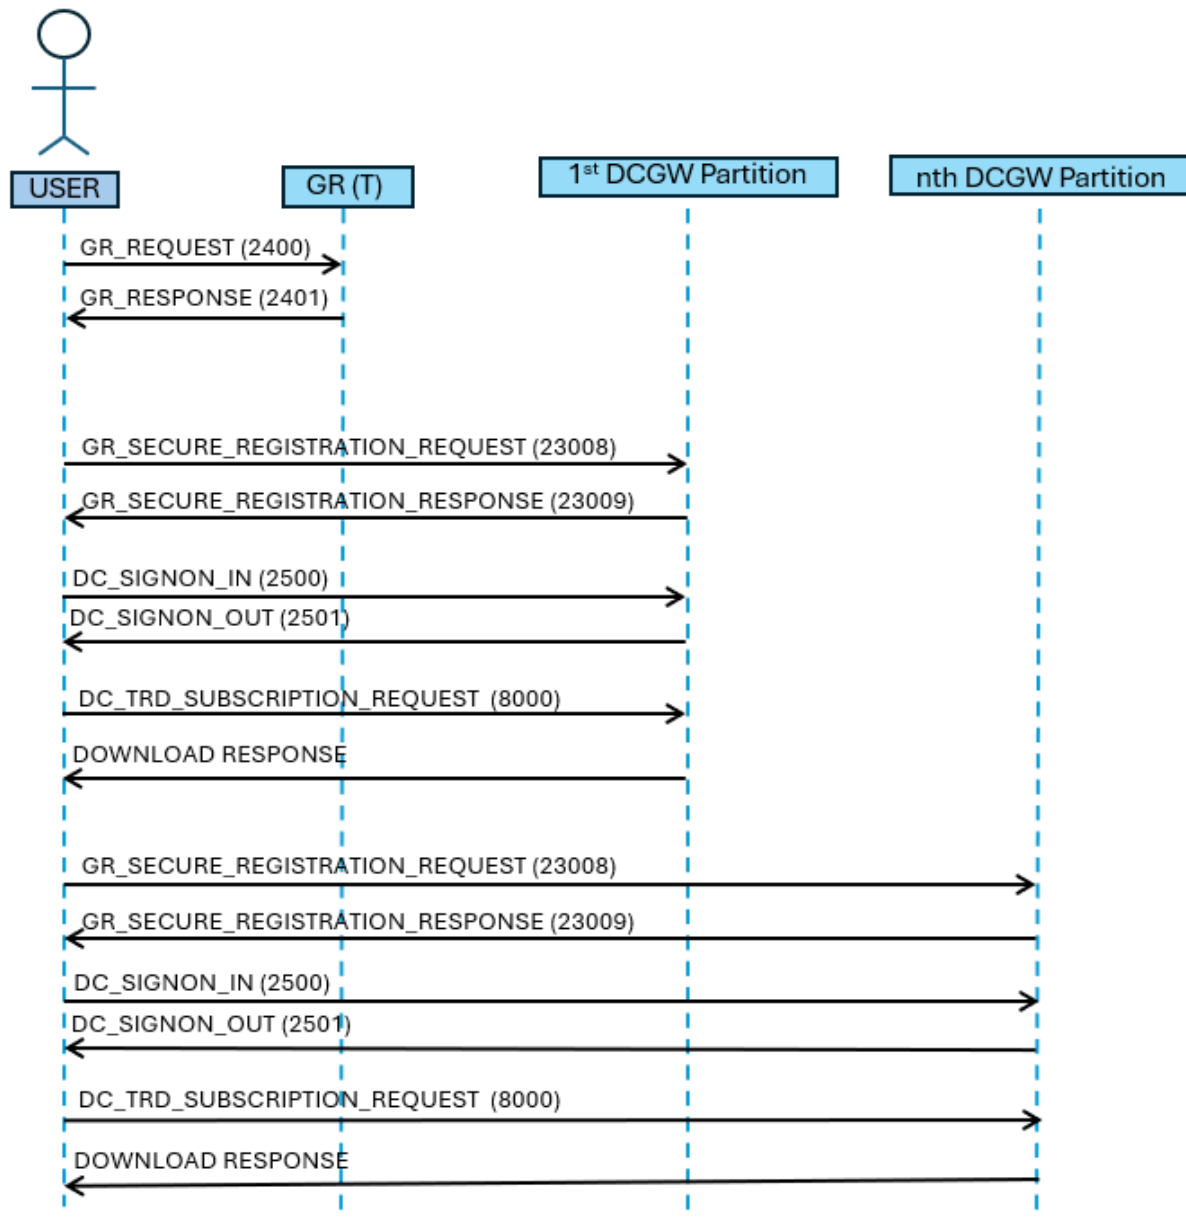 USER
GR (T)
1st DCGW Partition
nth DCGW Partition
GR_REQUEST (2400)
GR_RESPONSE (2401)
GR_SECURE_REGISTRATION_REQUEST (23008)
GR_SECURE_REGISTRATION_RESPONSE (23009)
DC_SIGNON_IN (2500)
DC_SIGNON_OUT (2501)
DC_TRD_SUBSCRIPTION_REQUEST (8000)
DOWNLOAD RESPONSE
GR_SECURE_REGISTRATION_REQUEST (23008)
GR_SECURE_REGISTRATION_RESPONSE (23009)
DC_SIGNON_IN (2500)
DC_SIGNON_OUT (2501)
DC_TRD_SUBSCRIPTION_REQUEST (8000)
DOWNLOAD RESPONSE